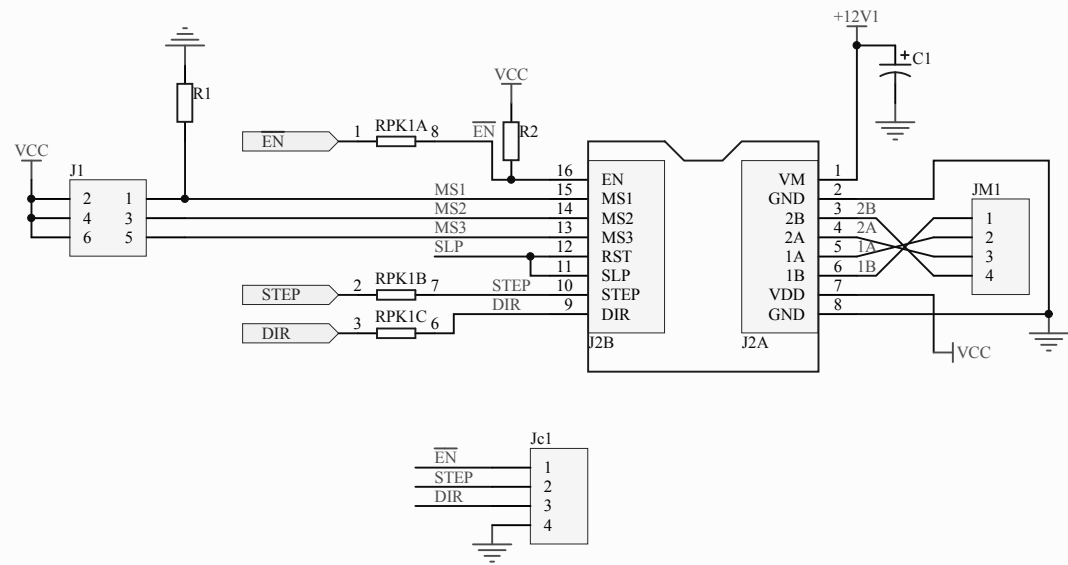 +12V1
C1
R1
VCC
EN
1
RPK1A
8
EN
R2
VCC
J1
2
1
4
3
6
5
MS1
MS2
MS3
SLP
STEP
2
RPK1B
7
STEP
DIR
3
RPK1C
6
DIR
16
EN
15
MS1
14
MS2
13
MS3
12
RST
11
SLP
10
STEP
9
DIR
J2B
VM
1
GND
2
2B
3
2B
2A
4
2A
1A
5
1A
1B
6
1B
VDD
7
GND
8
J2A
VCC
JM1
1
2
3
4
Jc1
EN
1
STEP
2
DIR
3
4